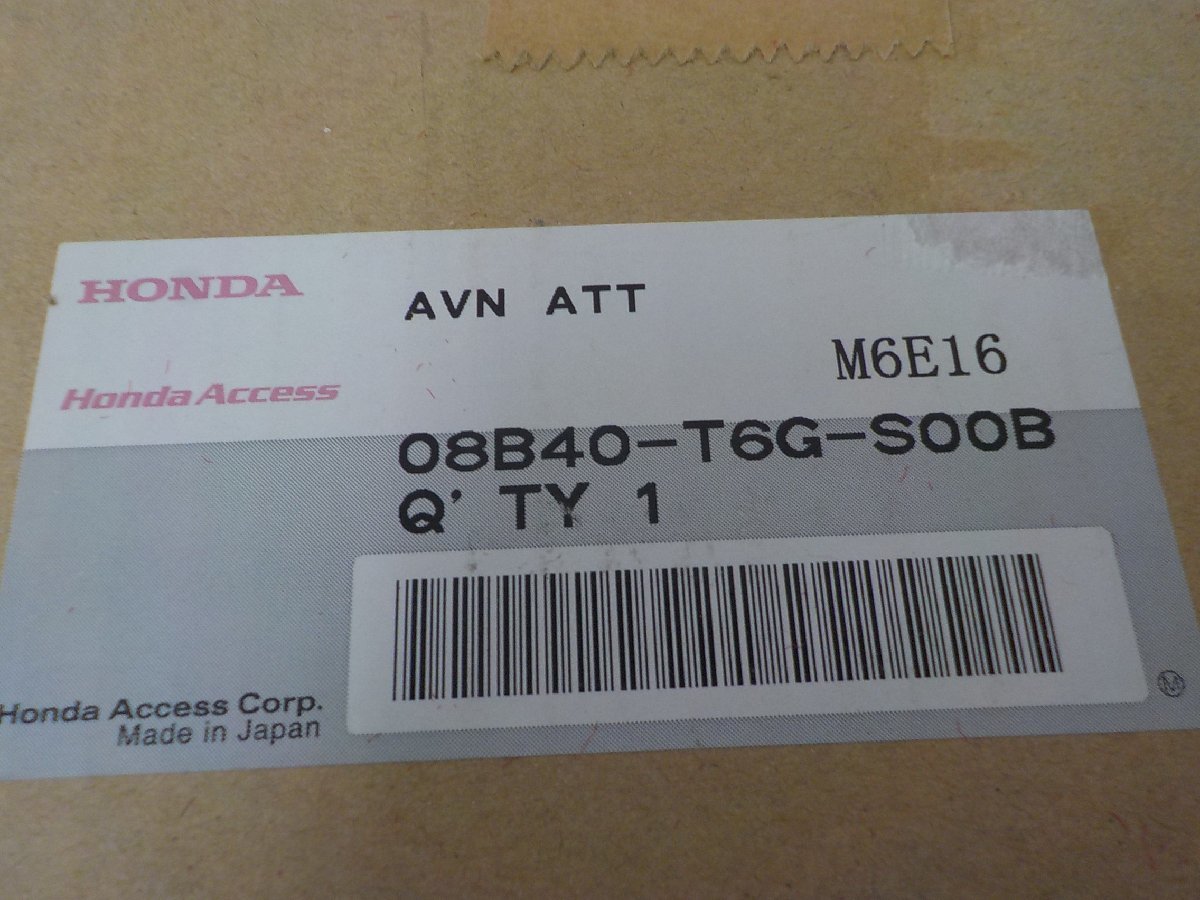 HONDA
AVN ATT
M6E16
Honda Access
08B40-T6G-S00B
Q' TY 1
Honda Access Corp.
Made in Japan
M